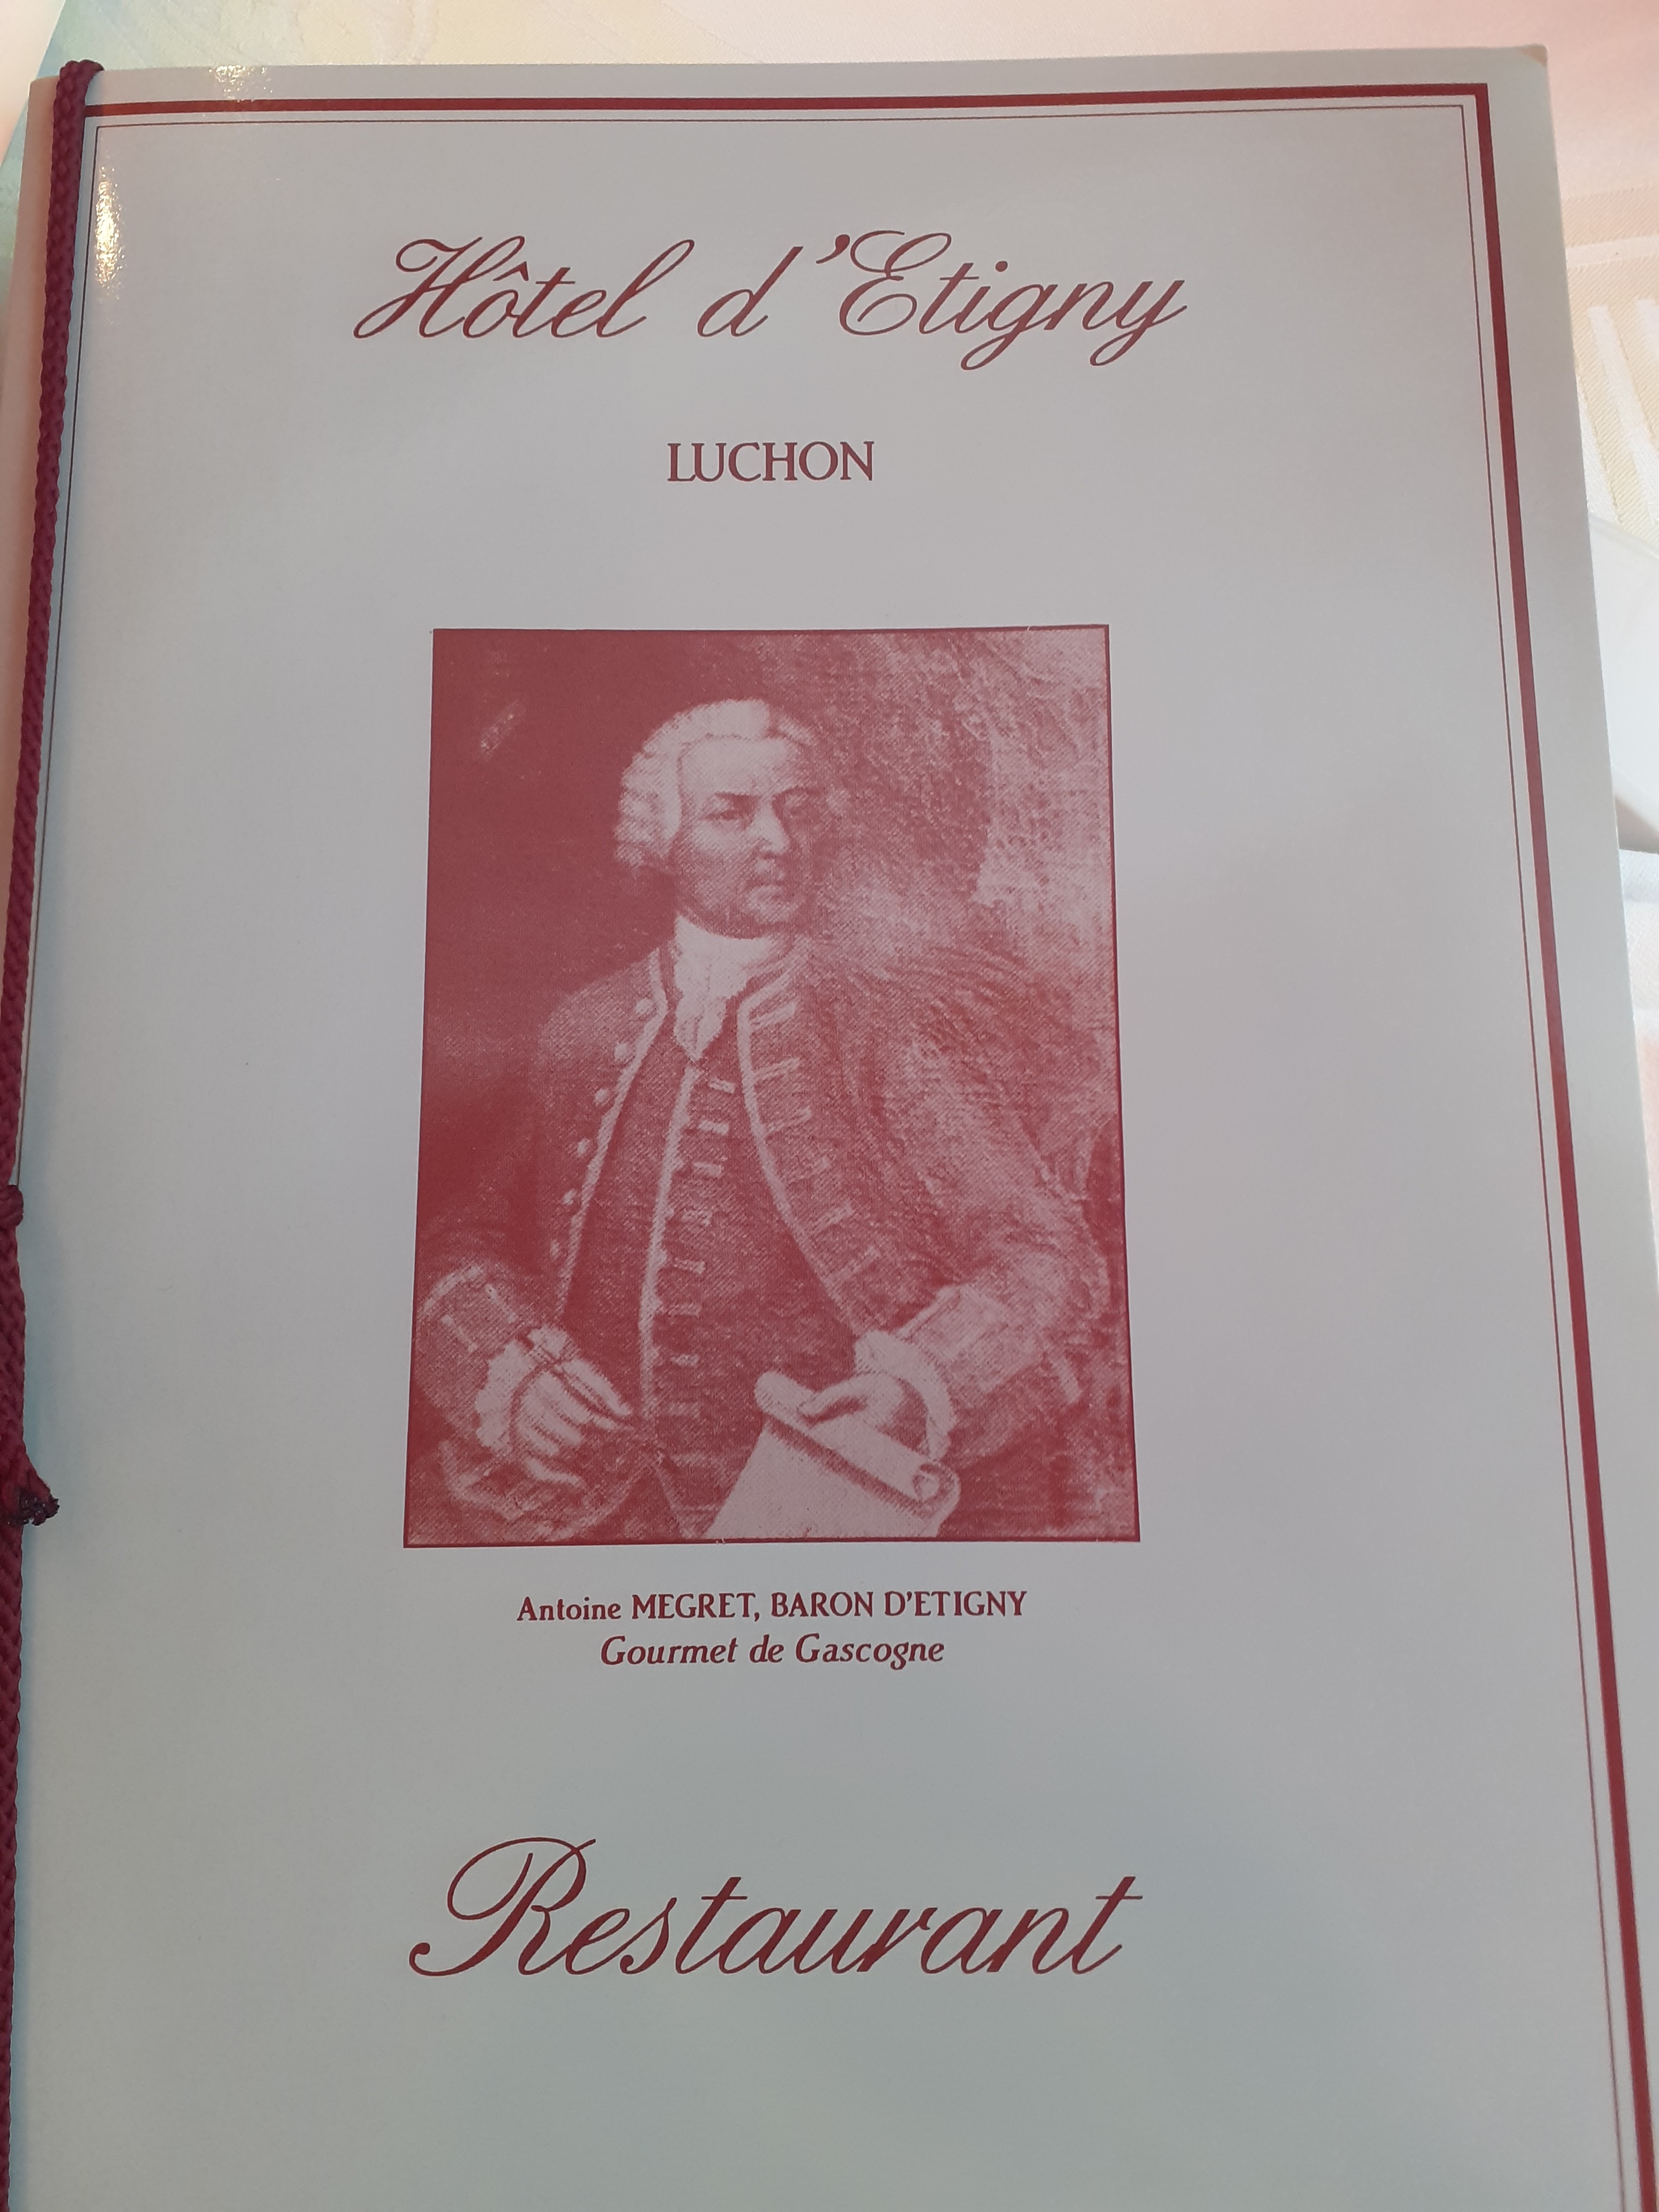 Hôtel d'Etigny
LUCHON
Antoine MEGRET, BARON D'ETIGNY
Gourmet de Gascogne
Restaurant